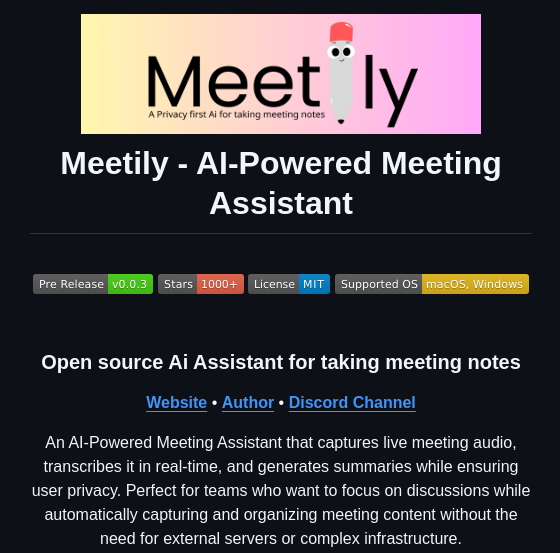 Meetily
A Privacy first Ai for taking meeting notes
Meetily - AI-Powered Meeting
Assistant
Pre Release v0.0.3 Stars 1000+ License MIT Supported OS macOS, Windows
Open source Ai Assistant for taking meeting notes
Website • Author • Discord Channel
An AI-Powered Meeting Assistant that captures live meeting audio,
transcribes it in real-time, and generates summaries while ensuring
user privacy. Perfect for teams who want to focus on discussions while
automatically capturing and organizing meeting content without the
need for external servers or complex infrastructure.